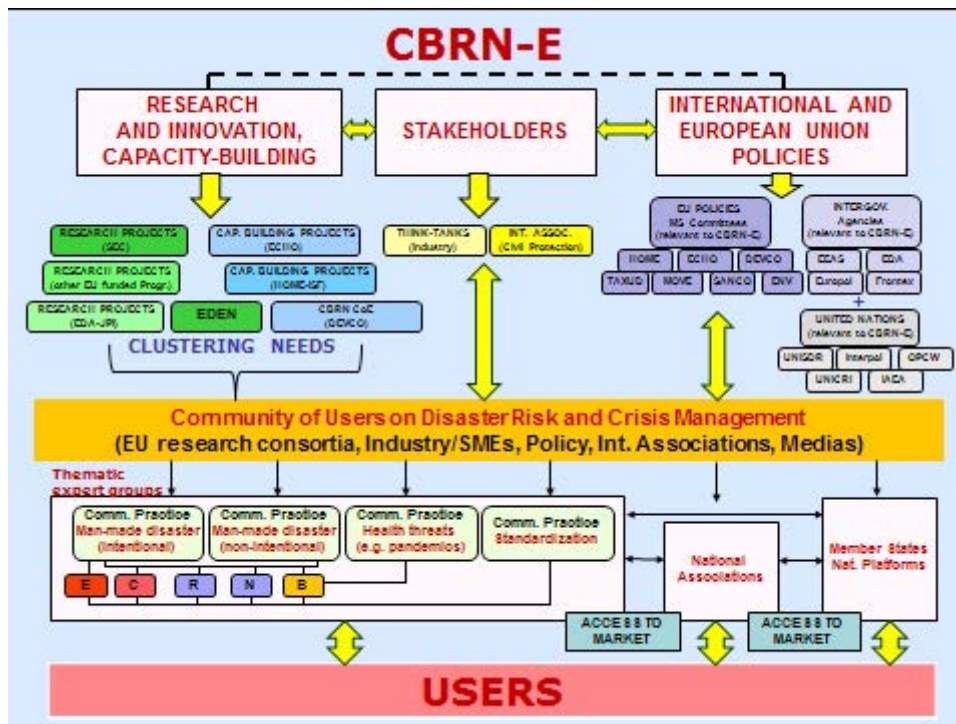 CBRN-E
RESEARCH
AND INNOVATION,
CAPACITY-BUILDING
STAKEHOLDERS
INTERNATIONAL AND
EUROPEAN UNION
POLICIES
RESEARCH PROJECTS
(SEC)
CAP. BUILDING PROJECTS
(ECHO)
THINK-TANKS
(Industry)
INT. ASSOC.
(Civil Protection)
EU POLICIES
MS Committees
(relevant to CBRN-E)
INTERGOV.
Agencies
(relevant to CBRN-E)
RESEARCH PROJECTS
(other EU funded Progr.)
CAP. BUILDING PROJECTS
(HOME-ISF)
HOME
ECHO
DEVCO
EEAS
EDA
TAXUD
MOVE
SANCO
ENV
Europol
Frontex
RESEARCH PROJECTS
(EDA-JPI)
EDEN
CBRN CoE
(DEVCO)
+
UNITED NATIONS
(relevant to CBRN-E)
CLUSTERING NEEDS
UNISDR
Interpol
OPCW
UNICRI
IAEA
Community of Users on Disaster Risk and Crisis Management
(EU research consortia, Industry/SMEs, Policy, Int. Associations, Medias)
Thematic
expert groups
Comm. Practice
Man-made disaster
(intentional)
Comm. Practice
Man-made disaster
(non-intentional)
Comm. Practice
Health threats
(e.g. pandemics)
Comm. Practice
Standardization
National
Associations
Member States
Nat. Platforms
E
C
R
N
B
ACCESS TO
MARKET
ACCESS TO
MARKET
USERS